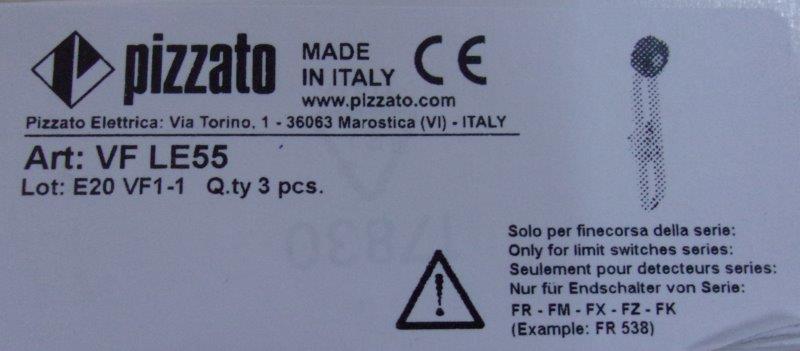 pizzato
MADE
IN ITALY
CE
www.pizzato.com
Pizzato Elettrica: Via Torino, 1 - 36063 Marostica (VI) - ITALY
Art: VF LE55
Lot: E20 VF1-1 Q.ty 3 pcs.
Solo per finecorsa della serie:
Only for limit switches series:
Seulement pour detecteurs series:
Nur für Endschalter von Serie:
FR - FM - FX - FZ - FK
(Example: FR 538)